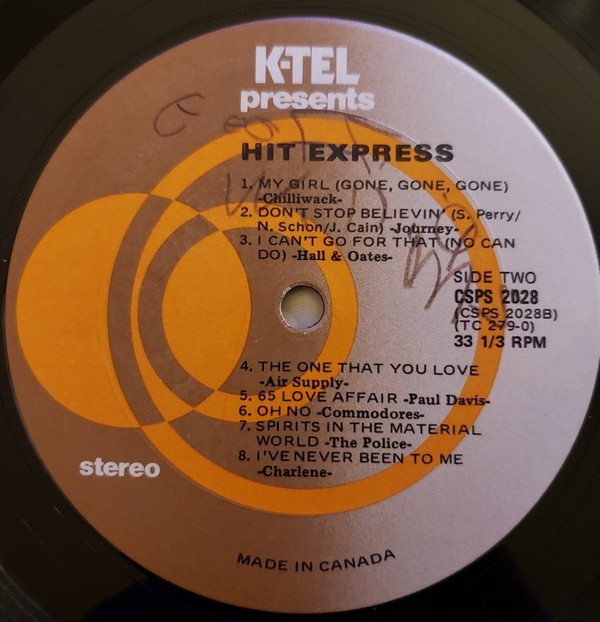 K-TEL
presents
HIT EXPRESS
1. MY GIRL (GONE, GONE, GONE)
-Chilliwack-
2. DON'T STOP BELIEVIN' (S. Perry/
N. Schon/J. Cain) -Journey-
3. I CAN'T GO FOR THAT (NO CAN
DO) -Hall & Oates-
SIDE TWO
CSPS 2028
(CSPS 2028B)
(TC 279-0)
33 1/3 RPM
4. THE ONE THAT YOU LOVE
-Air Supply-
5. 65 LOVE AFFAIR -Paul Davis-
6. OH NO -Commodores-
7. SPIRITS IN THE MATERIAL
WORLD -The Police-
8. I'VE NEVER BEEN TO ME
-Charlene-
stereo
MADE IN CANADA